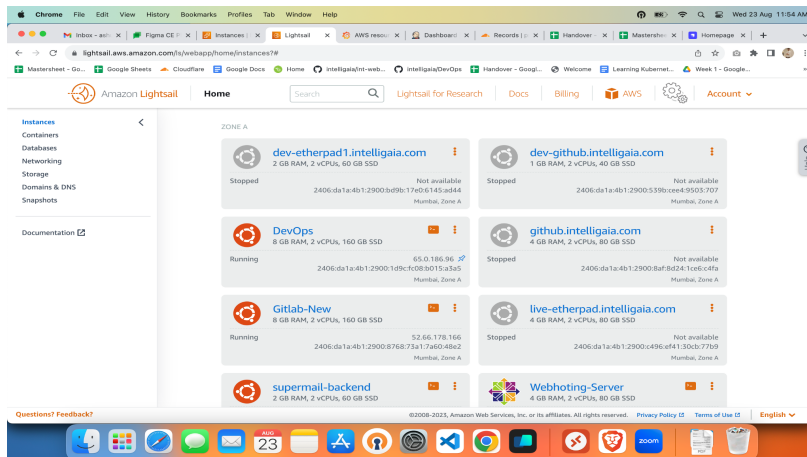 Chrome File Edit View History Bookmarks Profiles Tab Window Help Wed 23 Aug 11:54 AM
Inbox - ash Figma CE F Instances | Lightsail AWS resou Dashboard Records | Handover - Mastershee Homepage
lightsail.aws.amazon.com/ls/webapp/home/instances?#
Mastersheet - Go... Google Sheets Cloudflare Google Docs Home intelligaia/int-web... intelligaia/DevOps Handover - Googl... Welcome Learning Kubernet... Week 1 - Google...
Amazon Lightsail Home Search Lightsail for Research Docs Billing AWS Account
Instances
Containers
Databases
Networking
Storage
Domains & DNS
Snapshots
Documentation
ZONE A
dev-etherpad1.intelligaia.com
2 GB RAM, 2 vCPUs, 60 GB SSD
Stopped Not available
2406:da1a:4b1:2900:bd9b:17e0:6145:ad44
Mumbai, Zone A
dev-github.intelligaia.com
1 GB RAM, 2 vCPUs, 40 GB SSD
Stopped Not available
2406:da1a:4b1:2900:539b:cee4:9503:707
Mumbai, Zone A
DevOps
8 GB RAM, 2 vCPUs, 160 GB SSD
Running 65.0.186.96
2406:da1a:4b1:2900:1d9c:fc08:b015:a3a5
Mumbai, Zone A
github.intelligaia.com
4 GB RAM, 2 vCPUs, 80 GB SSD
Stopped Not available
2406:da1a:4b1:2900:8af:8d24:1ce6:c4fa
Mumbai, Zone A
Gitlab-New
8 GB RAM, 2 vCPUs, 160 GB SSD
Running 52.66.178.166
2406:da1a:4b1:2900:8768:73a1:7a60:48e2
Mumbai, Zone A
live-etherpad.intelligaia.com
4 GB RAM, 2 vCPUs, 80 GB SSD
Stopped Not available
2406:da1a:4b1:2900:c496:ef41:30cb:77b9
Mumbai, Zone A
supermail-backend
2 GB RAM, 2 vCPUs, 60 GB SSD
Webhoting-Server
4 GB RAM, 2 vCPUs, 80 GB SSD
Questions? Feedback? ©2008-2023, Amazon Web Services, Inc. or its affiliates. All rights reserved. Privacy Policy Terms of Use English
AUG
23
zoom